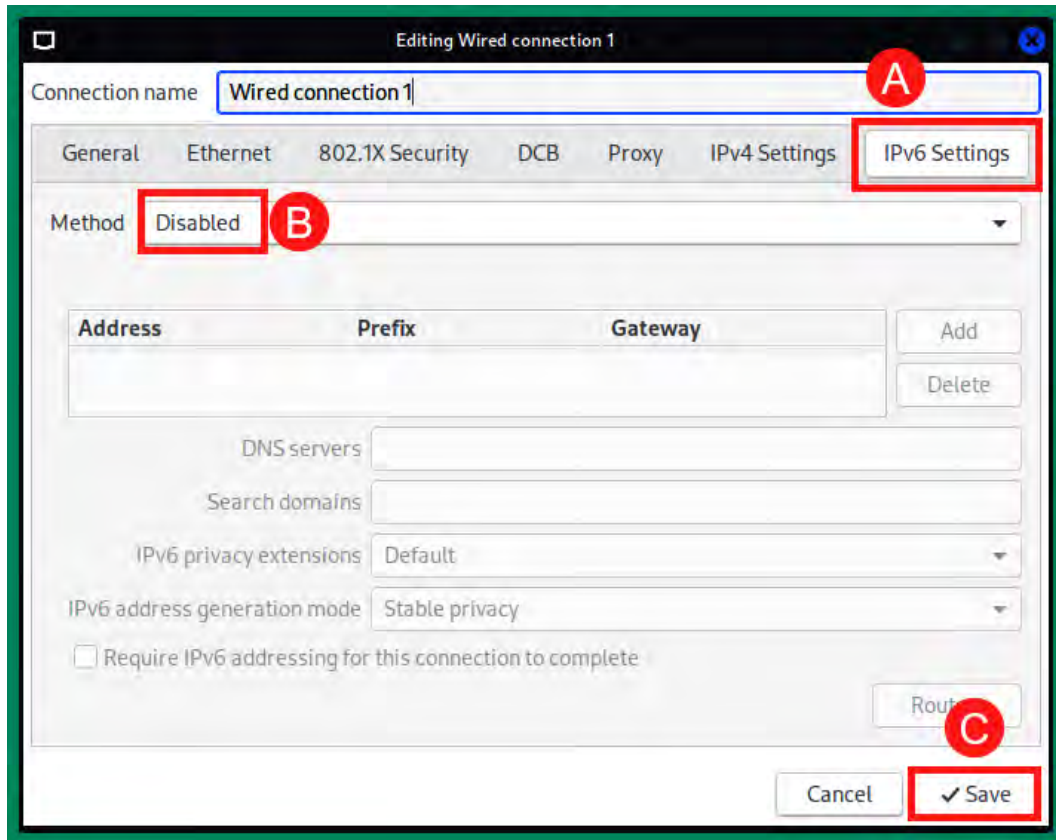 Editing Wired connection 1
Connection name Wired connection 1
A
General Ethernet 802.1X Security DCB Proxy IPv4 Settings IPv6 Settings
Method Disabled B
Address Prefix Gateway Add
Delete
DNS servers
Search domains
IPv6 privacy extensions Default
IPv6 address generation mode Stable privacy
Require IPv6 addressing for this connection to complete
C
Cancel Save